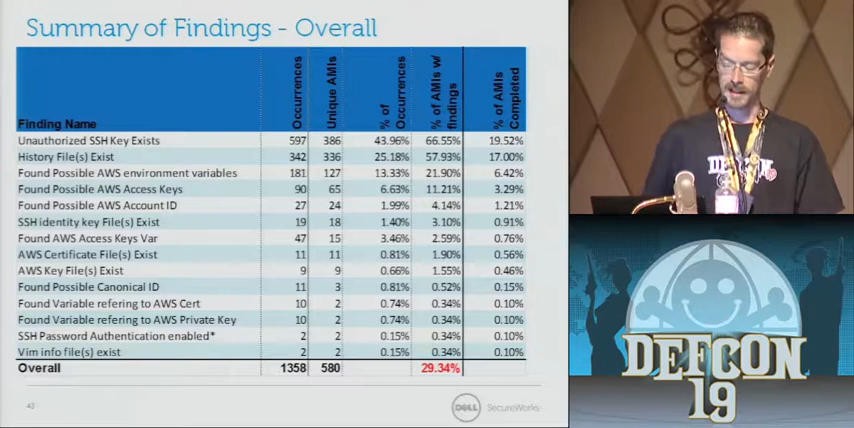 Summary of Findings - Overall
Finding Name Occurrences Unique AMIs % of Occurrences % of AMIs w/ findings % of AMIs Completed
Unauthorized SSH Key Exists 597 386 43.96% 66.55% 19.52%
History File(s) Exist 342 336 25.18% 57.93% 17.00%
Found Possible AWS environment variables 181 127 13.33% 21.90% 6.42%
Found Possible AWS Access Keys 90 65 6.63% 11.21% 3.29%
Found Possible AWS Account ID 27 24 1.99% 4.14% 1.21%
SSH identity key File(s) Exist 19 18 1.40% 3.10% 0.91%
Found AWS Access Keys Var 47 15 3.46% 2.59% 0.76%
AWS Certificate File(s) Exist 11 11 0.81% 1.90% 0.56%
AWS Key File(s) Exist 9 9 0.66% 1.55% 0.46%
Found Possible Canonical ID 11 3 0.81% 0.52% 0.15%
Found Variable refering to AWS Cert 10 2 0.74% 0.34% 0.10%
Found Variable refering to AWS Private Key 10 2 0.74% 0.34% 0.10%
SSH Password Authentication enabled* 2 2 0.15% 0.34% 0.10%
Vim info file(s) exist 2 2 0.15% 0.34% 0.10%
Overall 1358 580 29.34%
43
DELL SecureWorks
DEFCON
DEFCON
19